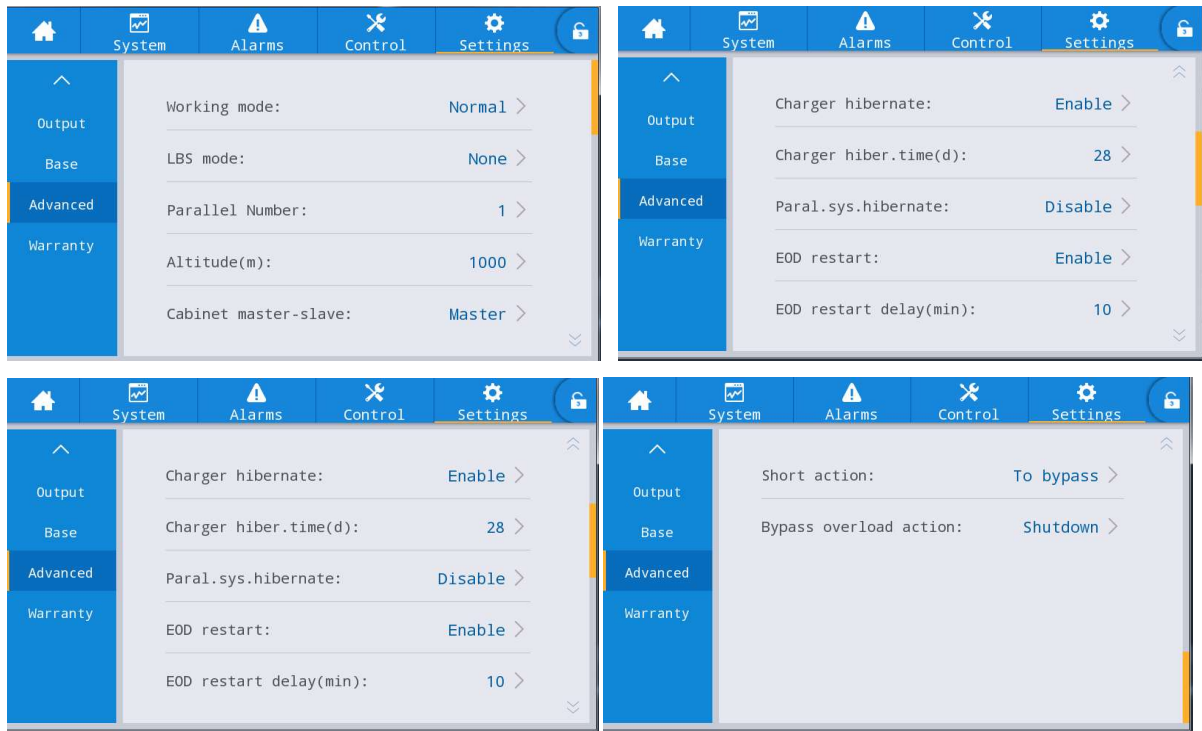 System Alarms Control Settings
Output
Base
Advanced
Warranty
Working mode: Normal
LBS mode: None
Parallel Number: 1
Altitude(m): 1000
Cabinet master-slave: Master
System Alarms Control Settings
Output
Base
Advanced
Warranty
Charger hibernate: Enable
Charger hiber.time(d): 28
Paral.sys.hibernate: Disable
EOD restart: Enable
EOD restart delay(min): 10
System Alarms Control Settings
Output
Base
Advanced
Warranty
Charger hibernate: Enable
Charger hiber.time(d): 28
Paral.sys.hibernate: Disable
EOD restart: Enable
EOD restart delay(min): 10
System Alarms Control Settings
Output
Base
Advanced
Warranty
Short action: To bypass
Bypass overload action: Shutdown